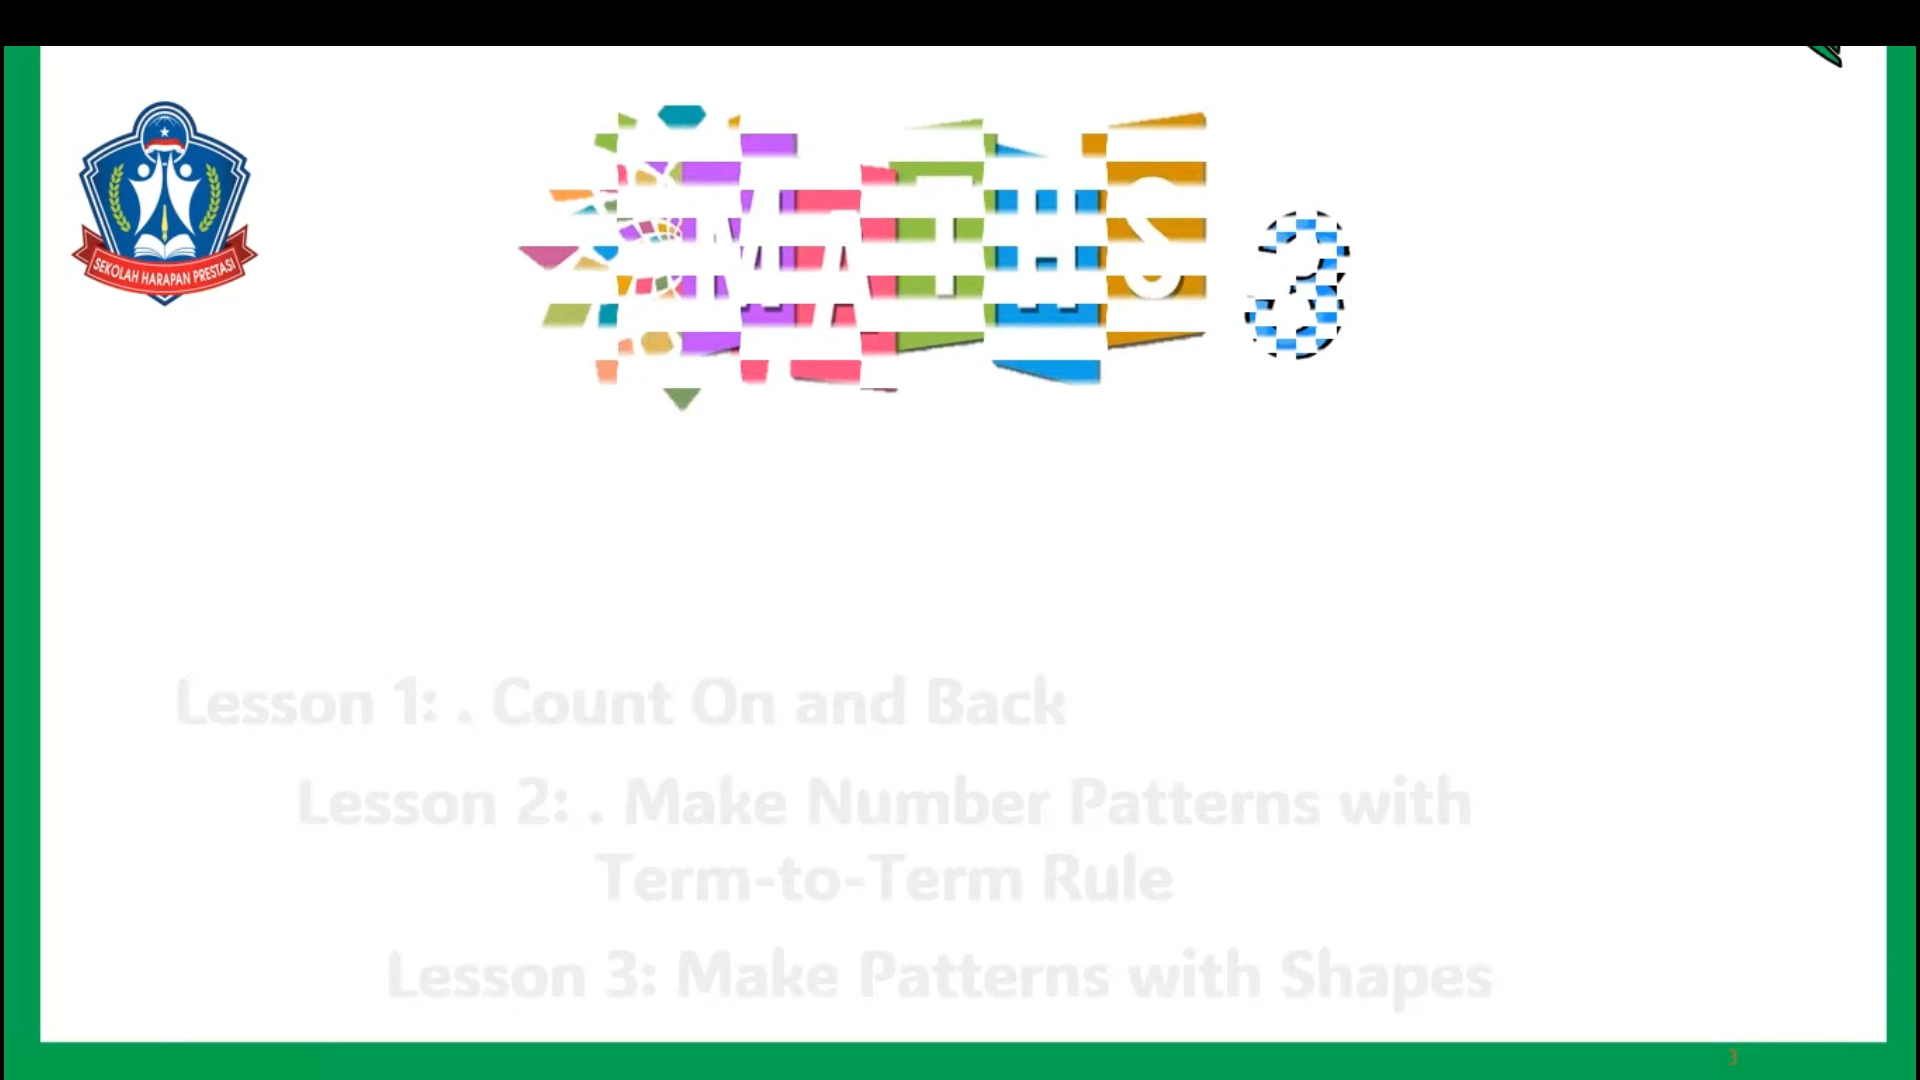 SEKOLAH HARAPAN PRESTASI
MATHS 3
Lesson 1: . Count On and Back
Lesson 2: . Make Number Patterns with
Term-to-Term Rule
Lesson 3: Make Patterns with Shapes
3